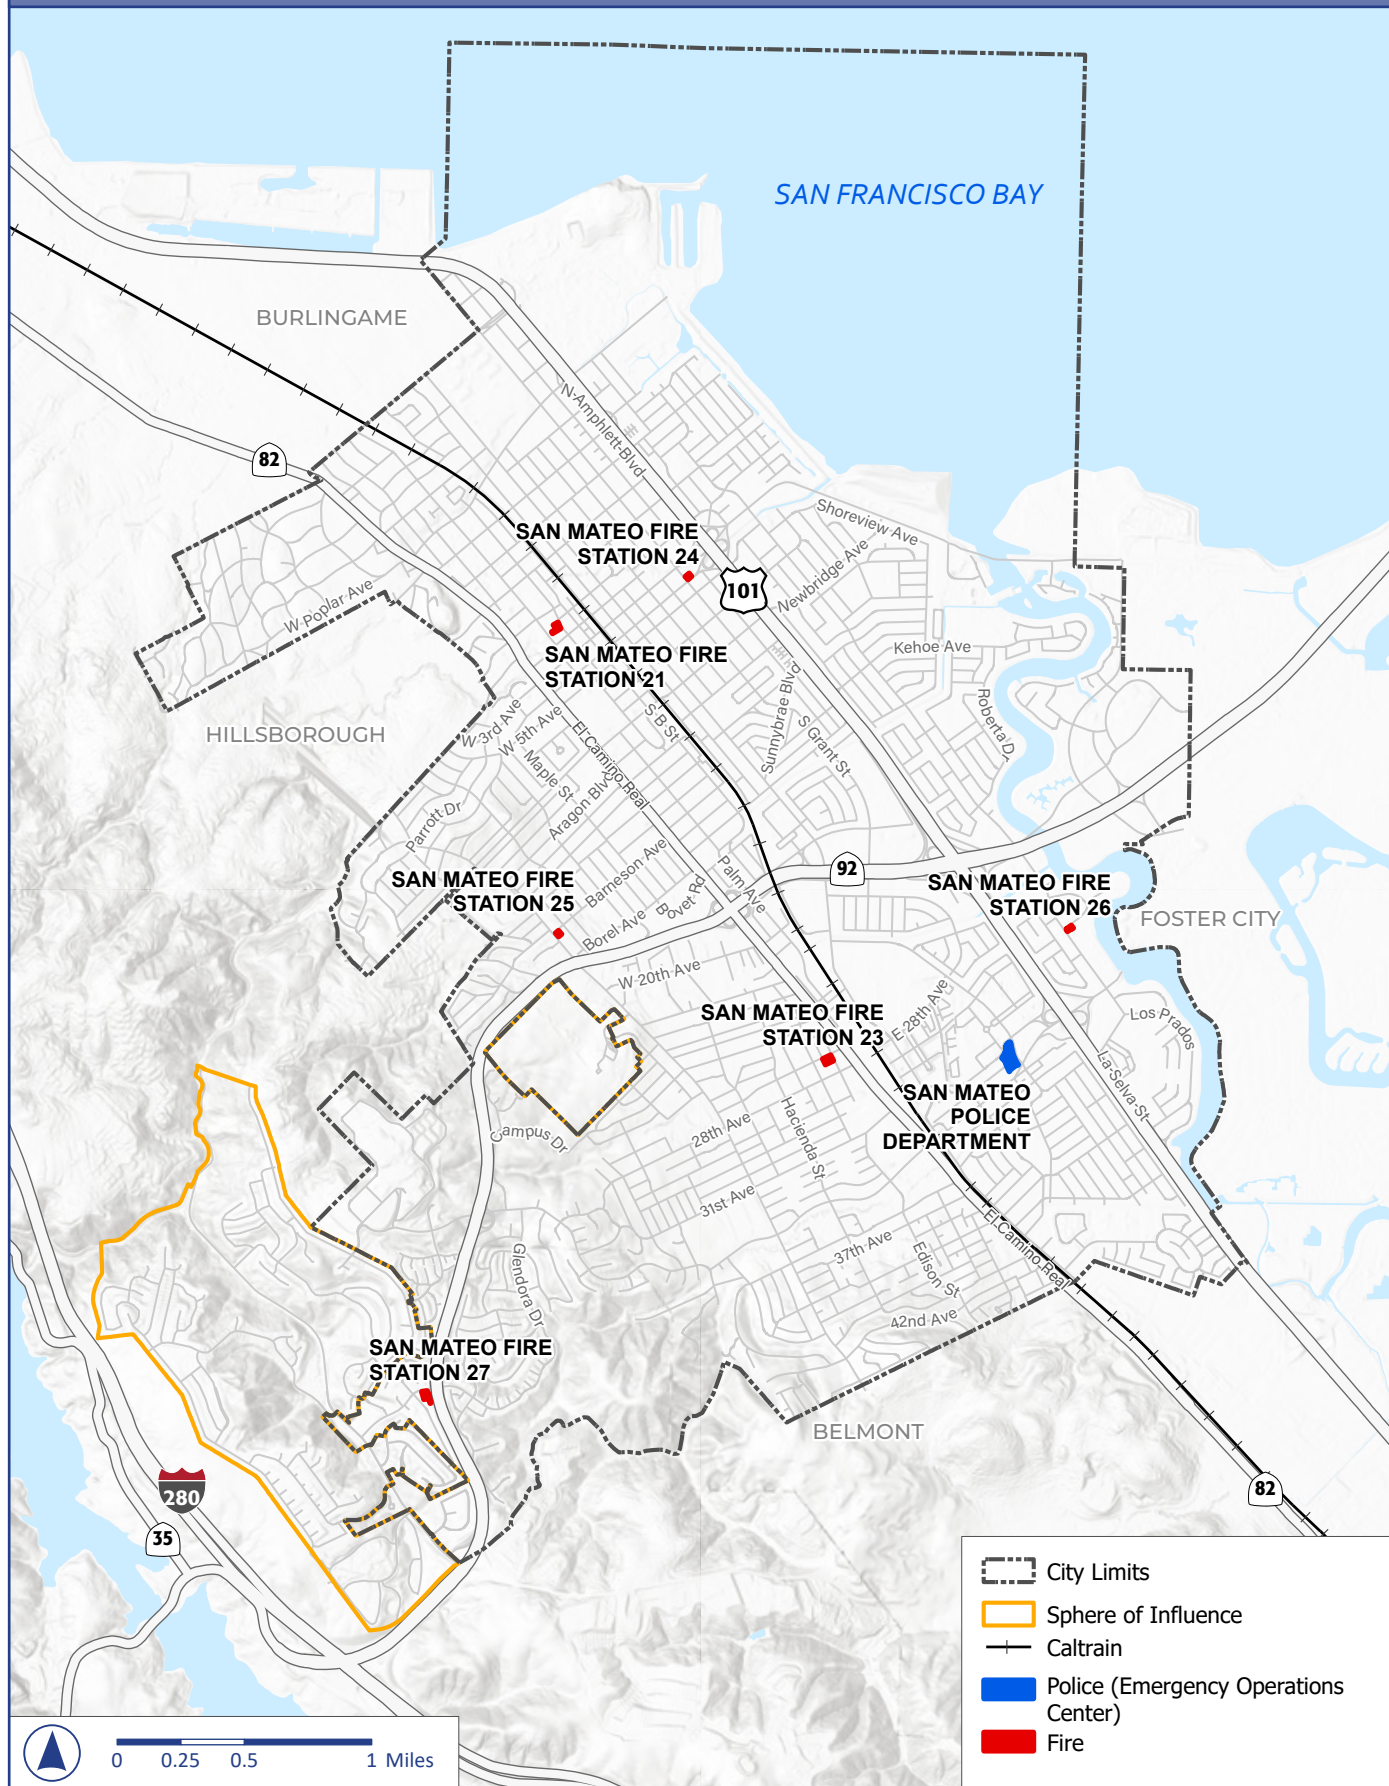 SAN FRANCISCO BAY
BURLINGAME
N Amphlett Blvd
82
Shoreview Ave
SAN MATEO FIRE
STATION 24
101
Newbridge Ave
W Poplar Ave
SAN MATEO FIRE
STATION 21
Kehoe Ave
Sunnybrae Blvd
Roberta Dr
HILLSBOROUGH
W 3rd Ave
W 5th Ave
El Camino Real
S B St
S Grant St
Maple St
Aragon Blvd
Parrott Dr
Barneson Ave
Palm Ave
92
SAN MATEO FIRE
STATION 25
Bovet Rd
Borel Ave
SAN MATEO FIRE
STATION 26
FOSTER CITY
W 20th Ave
SAN MATEO FIRE
STATION 23
E 28th Ave
Los Prados
La Selva St
SAN MATEO
POLICE
DEPARTMENT
Campus Dr
28th Ave
Hacienda St
31st Ave
El Camino Real
37th Ave
Edison St
Glendora Dr
42nd Ave
SAN MATEO FIRE
STATION 27
BELMONT
280
35
82
City Limits
Sphere of Influence
Caltrain
Police (Emergency Operations
Center)
Fire
0 0.25 0.5 1 Miles